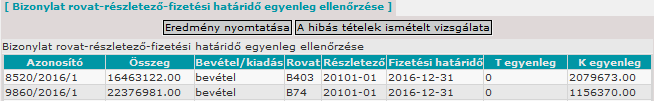 [ Bizonylat rovat-részletező-fizetési határidő egyenleg ellenőrzése ]
Eredmény nyomtatása A hibás tételek ismételt vizsgálata
Bizonylat rovat-részletező-fizetési határidő egyenleg ellenőrzése
Azonosító Összeg Bevétel/kiadás Rovat Részletező Fizetési határidő T egyenleg K egyenleg
8520/2016/1 16463122.00 bevétel B403 20101-01 2016-12-31 0 2079673.00
9860/2016/1 22376981.00 bevétel B74 20101-01 2016-12-31 0 1156370.00